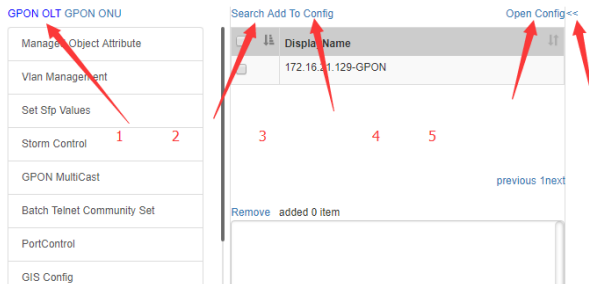 GPON OLT GPON ONU
Search Add To Config
Open Config<<
Manage Object Attribute
Display Name
Vlan Management
172.16.21.129-GPON
Set Sfp Values
Storm Control
1 2 3 4 5
GPON MultiCast
previous 1next
Batch Telnet Community Set
Remove added 0 item
PortControl
GIS Config